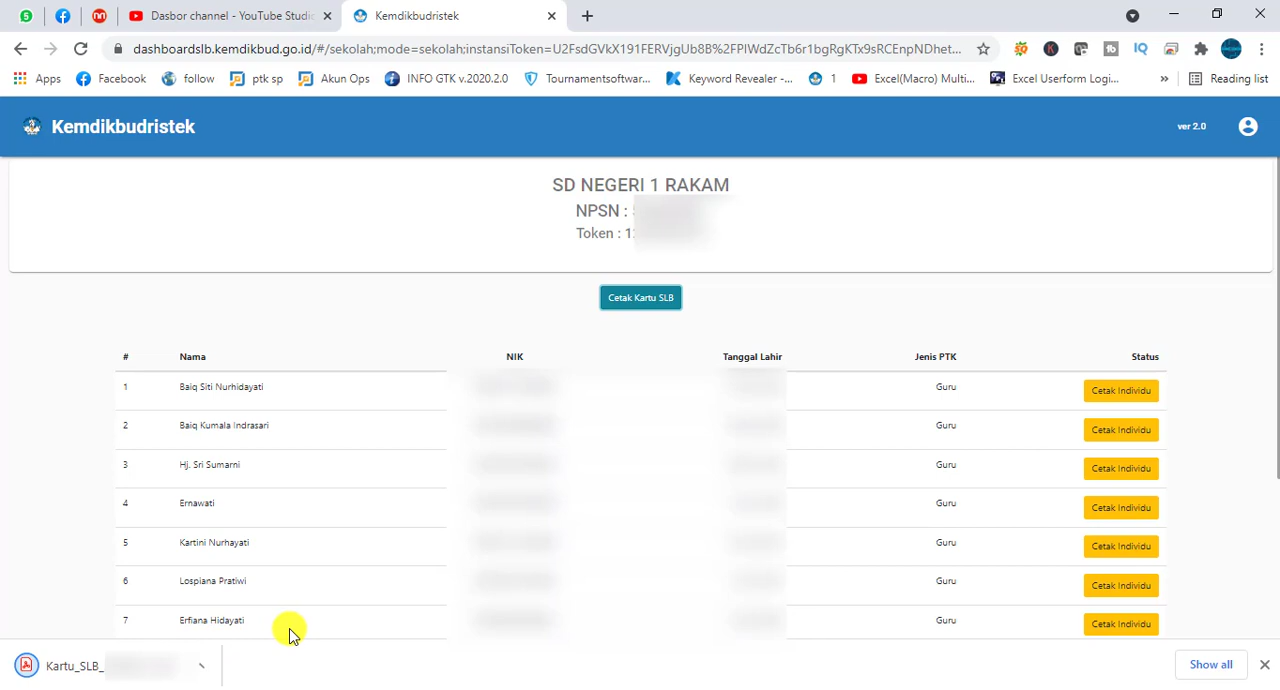 Dasbor channel - YouTube Studio
Kemdikbudristek
dashboardslb.kemdikbud.go.id/#/sekolah;mode=sekolah;instansiToken=U2FsdGVkX191FERVjgUb8B%2FPIWdZcTb6r1bgRgKTx9sRCEnpNDhet...
Apps Facebook follow ptk sp Akun Ops INFO GTK v.2020.2.0 Tournamentsoftwar... Keyword Revealer -... 1 Excel(Macro) Multi... Excel Userform Logi... » Reading list
Kemdikbudristek ver 2.0
SD NEGERI 1 RAKAM
NPSN :
Token :
Cetak Kartu SLB
# Nama NIK Tanggal Lahir Jenis PTK Status
1 Baiq Siti Nurhidayati Guru Cetak Individu
2 Baiq Kumala Indrasari Guru Cetak Individu
3 Hj. Sri Sumarni Guru Cetak Individu
4 Ernawati Guru Cetak Individu
5 Kartini Nurhayati Guru Cetak Individu
6 Lospiana Pratiwi Guru Cetak Individu
7 Erfiana Hidayati Guru Cetak Individu
Kartu_SLB_ Show all